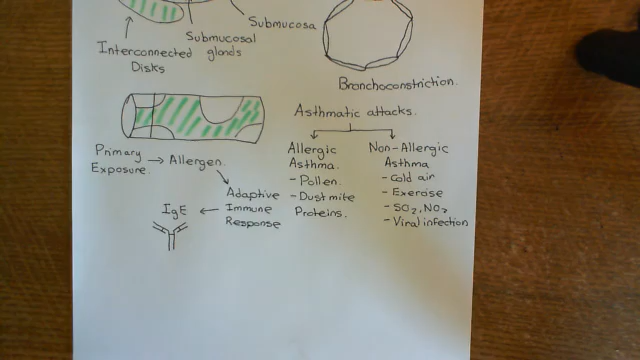 Submucosa
Submucosal
glands
Interconnected
Disks
Bronchoconstriction.
Asthmatic attacks.
Allergic
Asthma.
- Pollen.
- Dust mite
Proteins.
Non-Allergic
Asthma
- Cold air
- Exercise
- SO2, NO2
- Viral infection
Primary
Exposure.
→ Allergen.
Adaptive
Immune
Response
← IgE